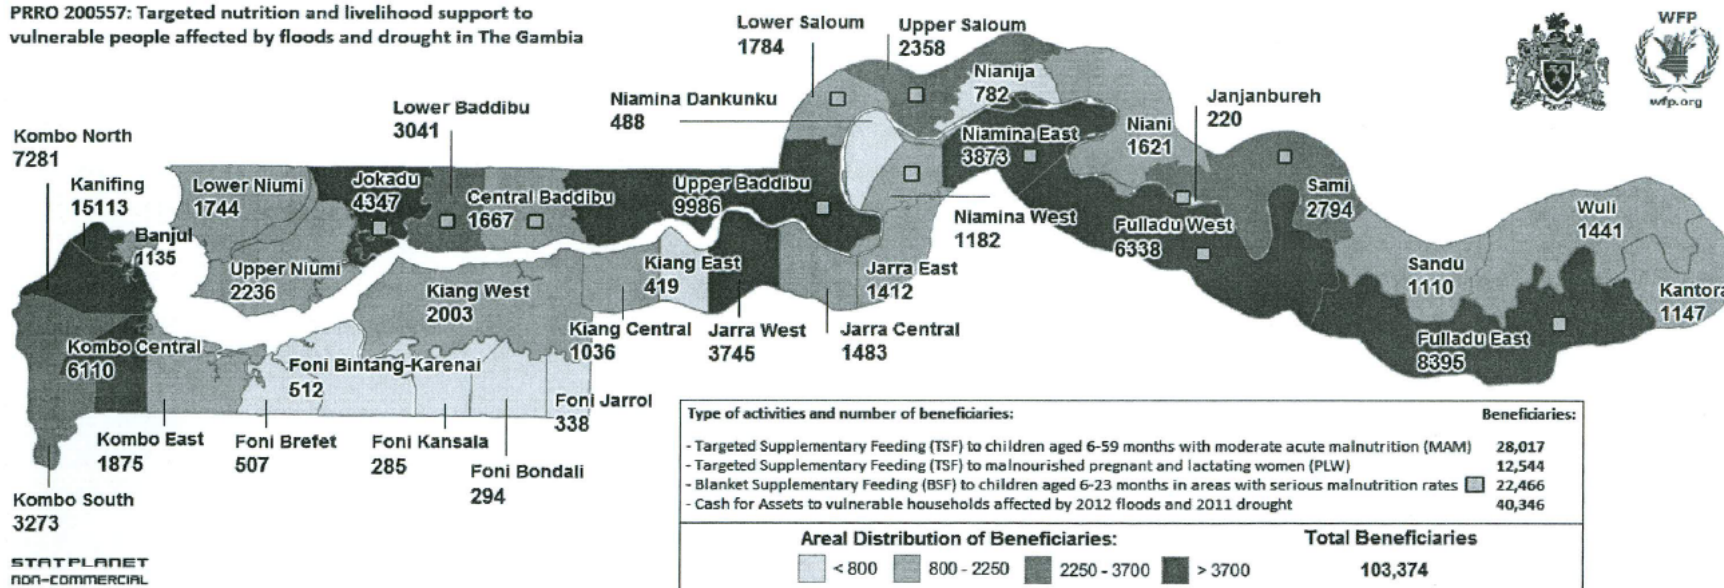 PRRO 200557: Targeted nutrition and livelihood support to
vulnerable people affected by floods and drought in The Gambia
WFP
wfp.org
Lower Saloum
1784
Upper Saloum
2358
Nianija
782
Niamina Dankunku
488
Janjanbureh
220
Lower Baddibu
3041
Kombo North
7281
Niamina East
3873
Niani
1621
Kanifing
15113
Lower Niumi
1744
Jokadu
4347
Central Baddibu
1667
Upper Baddibu
9986
Sami
2794
Banjul
1135
Niamina West
1182
Fulladu West
6338
Wuli
1441
Upper Niumi
2236
Kiang West
2003
Kiang East
419
Jarra East
1412
Sandu
1110
Kantora
1147
Kombo Central
6110
Kiang Central
1036
Jarra West
3745
Jarra Central
1483
Fulladu East
8395
Foni Bintang-Karenai
512
Foni Jarrol
338
Kombo East
1875
Foni Brefet
507
Foni Kansala
285
Foni Bondali
294
Kombo South
3273
Type of activities and number of beneficiaries: Beneficiaries:
- Targeted Supplementary Feeding (TSF) to children aged 6-59 months with moderate acute malnutrition (MAM) 28,017
- Targeted Supplementary Feeding (TSF) to malnourished pregnant and lactating women (PLW) 12,544
- Blanket Supplementary Feeding (BSF) to children aged 6-23 months in areas with serious malnutrition rates 22,466
- Cash for Assets to vulnerable households affected by 2012 floods and 2011 drought 40,346
Areal Distribution of Beneficiaries: Total Beneficiaries
< 800 800 - 2250 2250 - 3700 > 3700 103,374
STATPLANET
NON-COMMERCIAL